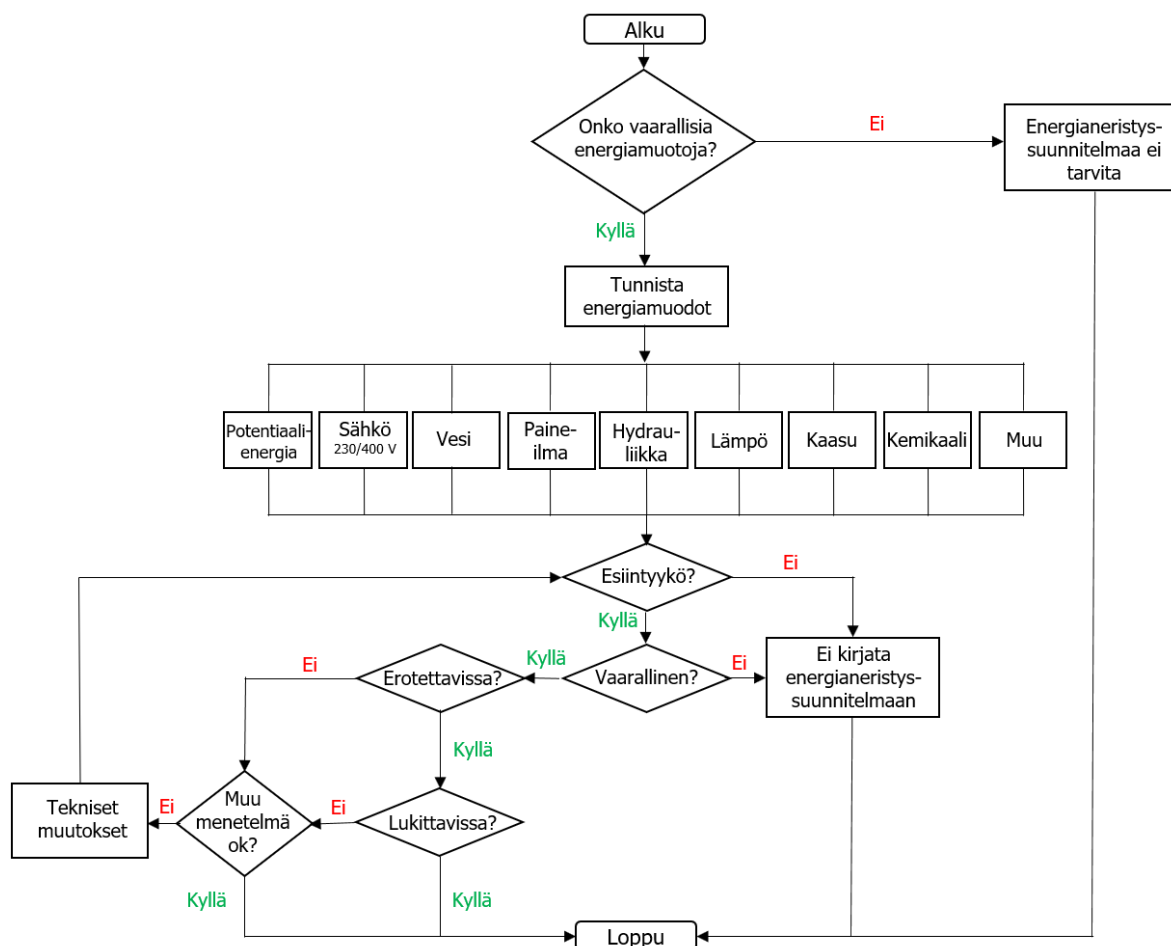 Alku
Onko vaarallisia
energiamuotoja?
Ei
Energianeristys-
suunnitelmaa ei
tarvita
Kyllä
Tunnista
energiamuodot
Potentiaali-
energia
Sähkö
230/400 V
Vesi
Paine-
ilma
Hydrau-
liikka
Lämpö
Kaasu
Kemikaali
Muu
Esiintyykö?
Ei
Kyllä
Ei
Erotettavissa?
Kyllä
Vaarallinen?
Ei
Ei kirjata
energianeristys-
suunnitelmaan
Kyllä
Tekniset
muutokset
Ei
Muu
menetelmä
ok?
Ei
Lukittavissa?
Kyllä
Kyllä
Loppu